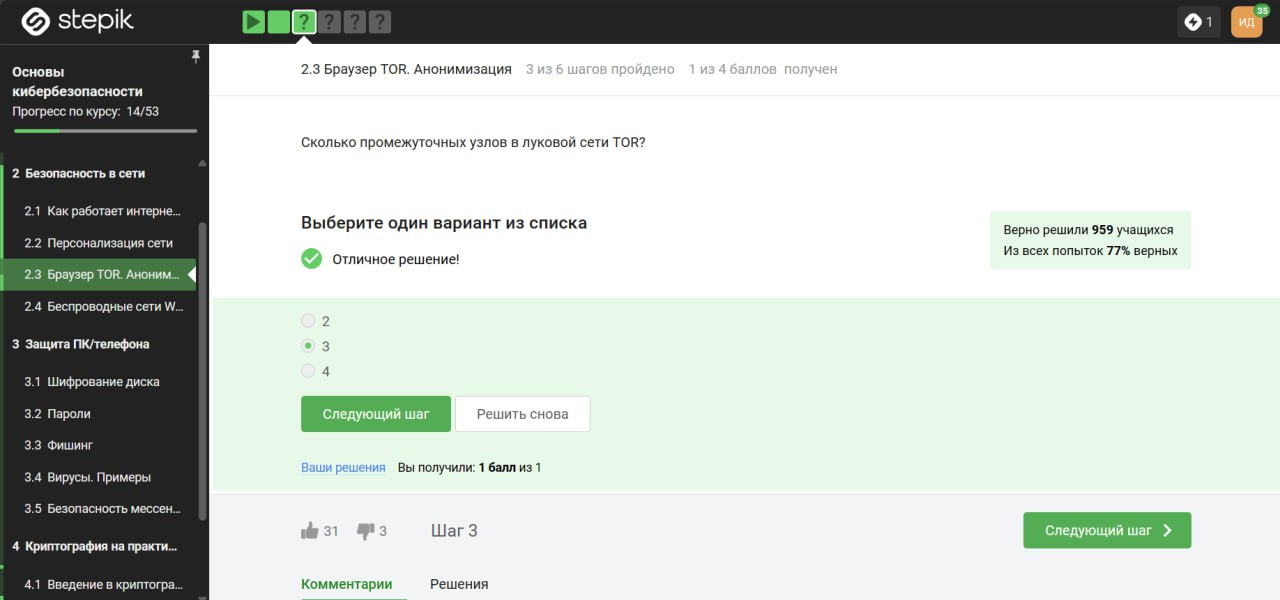 stepik
?
?
?
?
1
ИД
35
Основы
кибербезопасности
Прогресс по курсу: 14/53
2 Безопасность в сети
2.1 Как работает интерне...
2.2 Персонализация сети
2.3 Браузер TOR. Аноним...
2.4 Беспроводные сети W...
3 Защита ПК/телефона
3.1 Шифрование диска
3.2 Пароли
3.3 Фишинг
3.4 Вирусы. Примеры
3.5 Безопасность мессен...
4 Криптография на практи...
4.1 Введение в криптогра...
2.3 Браузер TOR. Анонимизация 3 из 6 шагов пройдено 1 из 4 баллов получен
Сколько промежуточных узлов в луковой сети TOR?
Выберите один вариант из списка
Отличное решение!
Верно решили 959 учащихся
Из всех попыток 77% верных
2
3
4
Следующий шаг
Решить снова
Ваши решения Вы получили: 1 балл из 1
31
3
Шаг 3
Следующий шаг
Комментарии
Решения